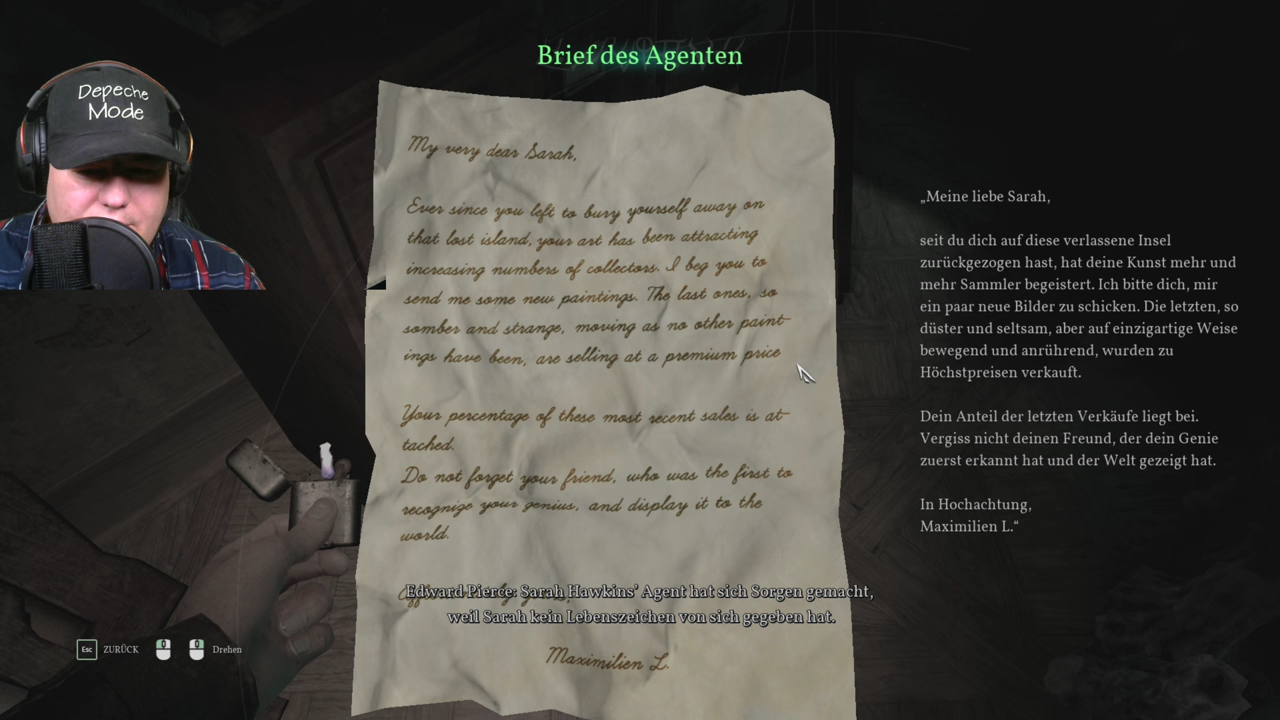 Brief des Agenten
Depeche
Mode
My very dear Sarah,
Ever since you left to bury yourself away on
that lost island, your art has been attracting
increasing numbers of collectors. I beg you to
send me some new paintings. The last ones, so
somber and strange, moving as no other paint-
ings have been, are selling at a premium price
Your percentage of these most recent sales is at-
tached.
Do not forget your friend, who was the first to
recognize your genius, and display it to the
world.
Maximilien L.
„Meine liebe Sarah,
seit du dich auf diese verlassene Insel
zurückgezogen hast, hat deine Kunst mehr und
mehr Sammler begeistert. Ich bitte dich, mir
ein paar neue Bilder zu schicken. Die letzten, so
düster und seltsam, aber auf einzigartige Weise
bewegend und anrührend, wurden zu
Höchstpreisen verkauft.
Dein Anteil der letzten Verkäufe liegt bei.
Vergiss nicht deinen Freund, der dein Genie
zuerst erkannt hat und der Welt gezeigt hat.
In Hochachtung,
Maximilien L.“
Edward Pierce: Sarah Hawkins' Agent hat sich Sorgen gemacht,
weil Sarah kein Lebenszeichen von sich gegeben hat.
Esc ZURÜCK Drehen